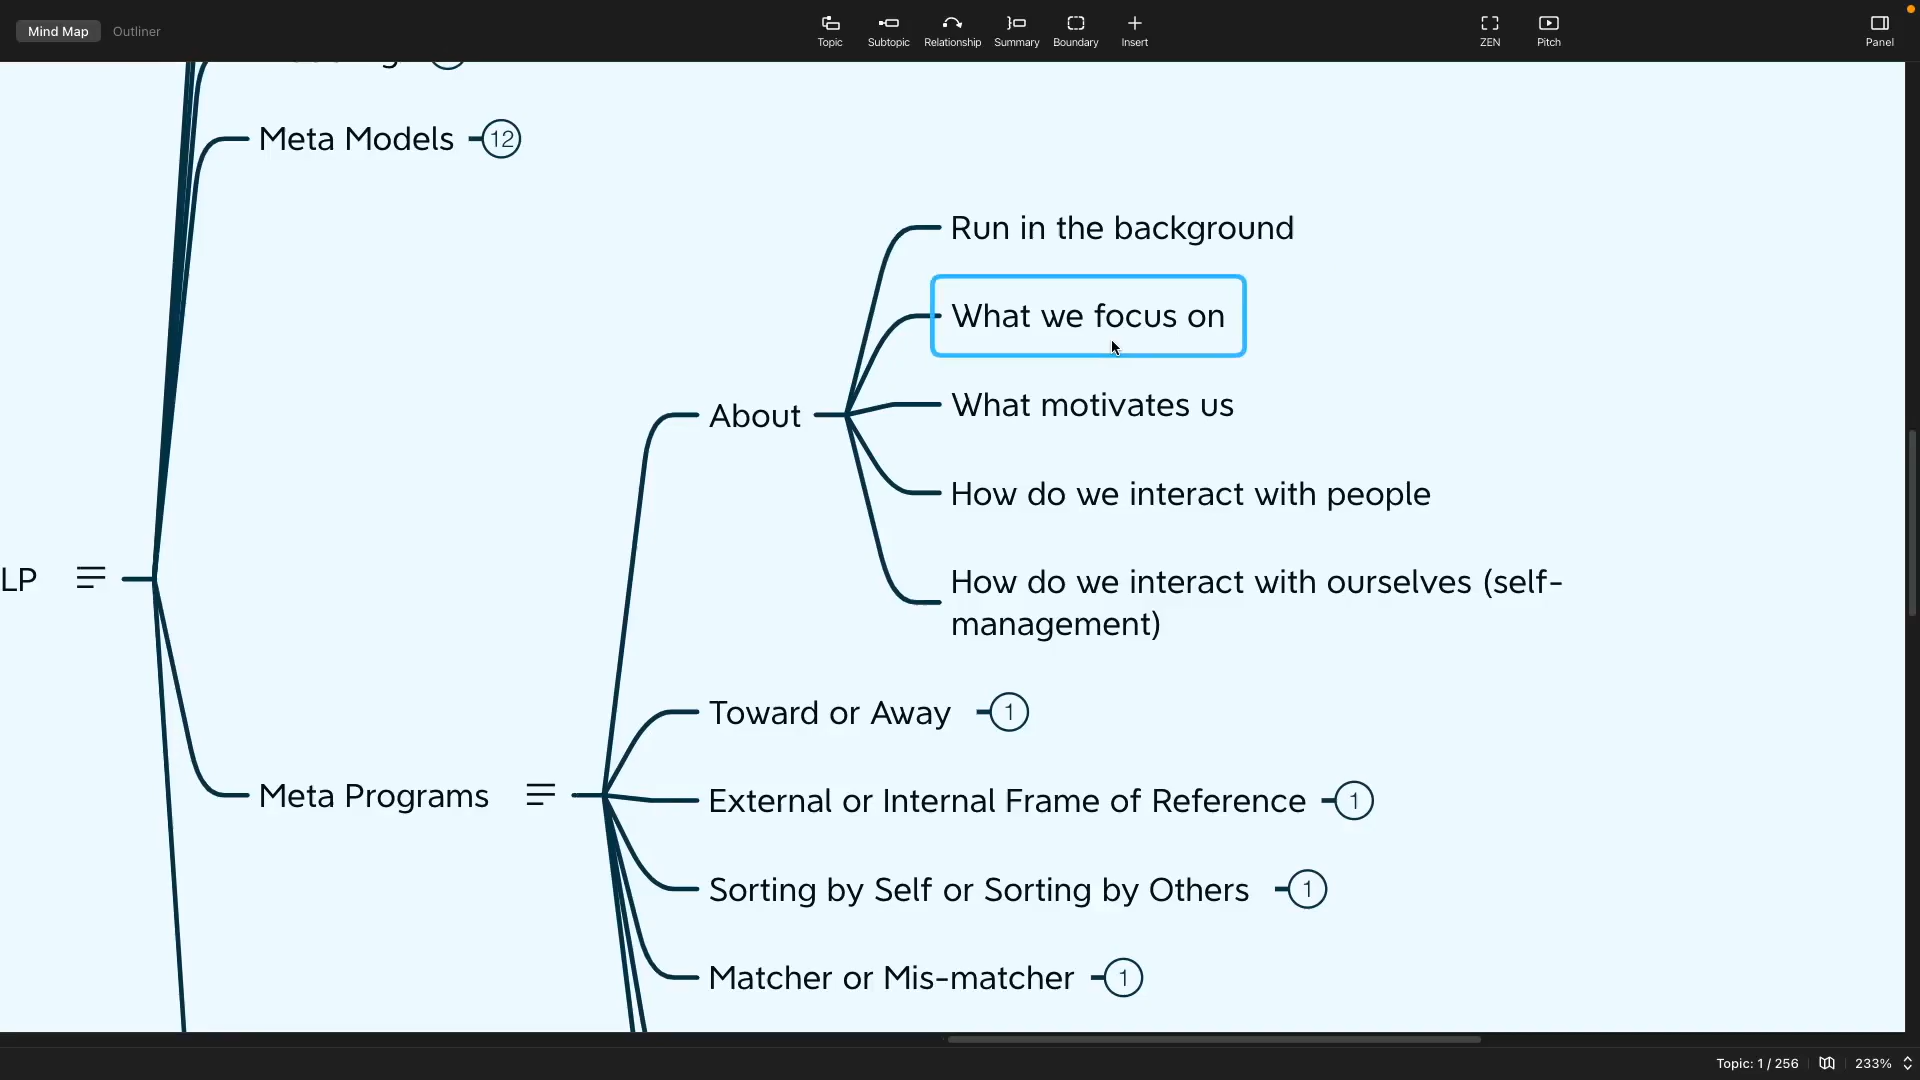 Mind Map
Outliner
Topic
Subtopic
Relationship
Summary
Boundary
Insert
ZEN
Pitch
Panel
Meta Models
12
Run in the background
What we focus on
What motivates us
About
How do we interact with people
How do we interact with ourselves (self-
management)
LP
Toward or Away
1
Meta Programs
External or Internal Frame of Reference
1
Sorting by Self or Sorting by Others
1
Matcher or Mis-matcher
1
Topic: 1 / 256
233%